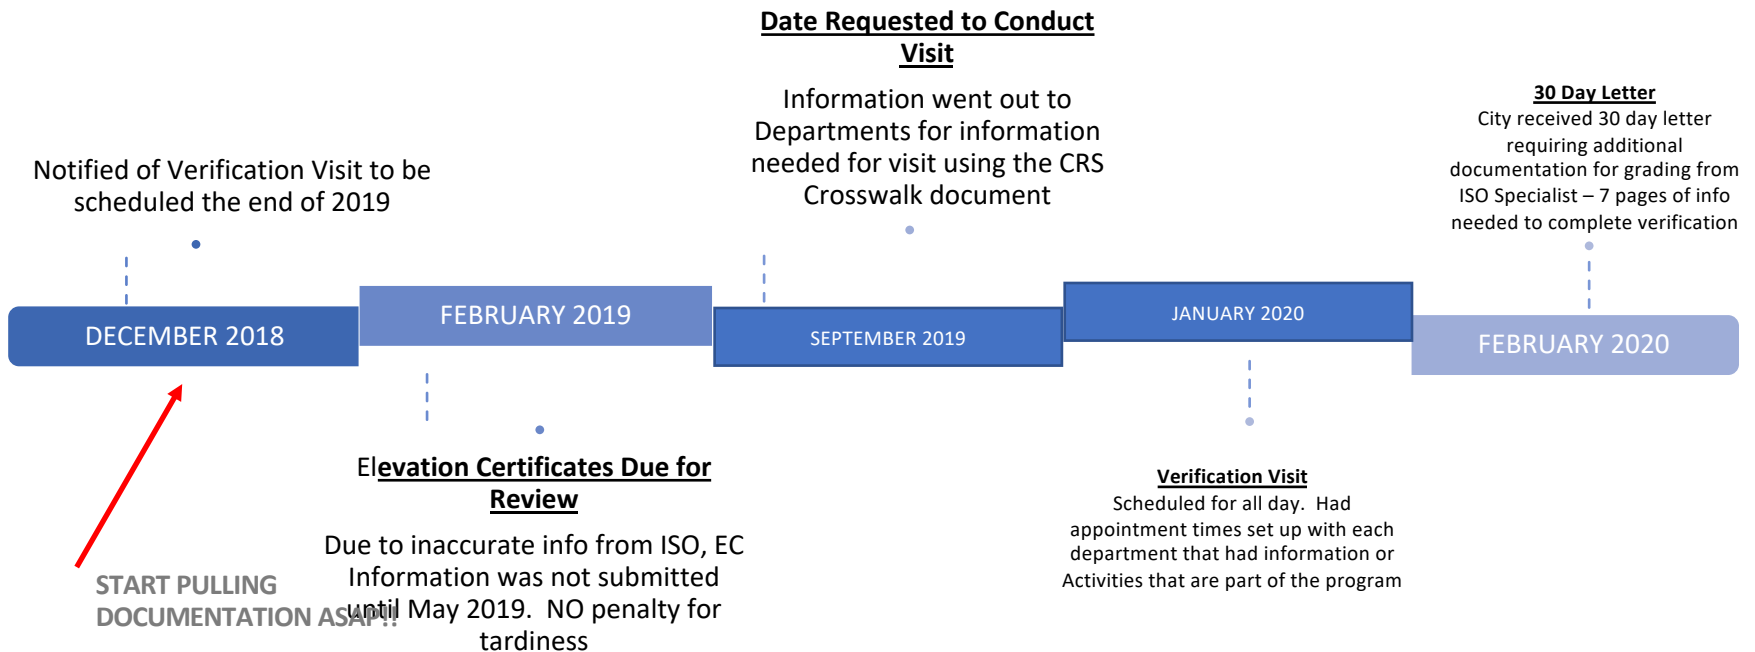 Notified of Verification Visit to be
scheduled the end of 2019
DECEMBER 2018
START PULLING
DOCUMENTATION ASAP!!
FEBRUARY 2019
Elevation Certificates Due for
Review
Due to inaccurate info from ISO, EC
Information was not submitted
until May 2019.  NO penalty for
tardiness
Date Requested to Conduct
Visit
Information went out to
Departments for information
needed for visit using the CRS
Crosswalk document
SEPTEMBER 2019
JANUARY 2020
Verification Visit
Scheduled for all day.  Had
appointment times set up with each
department that had information or
Activities that are part of the program
30 Day Letter
City received 30 day letter
requiring additional
documentation for grading from
ISO Specialist – 7 pages of info
needed to complete verification
FEBRUARY 2020